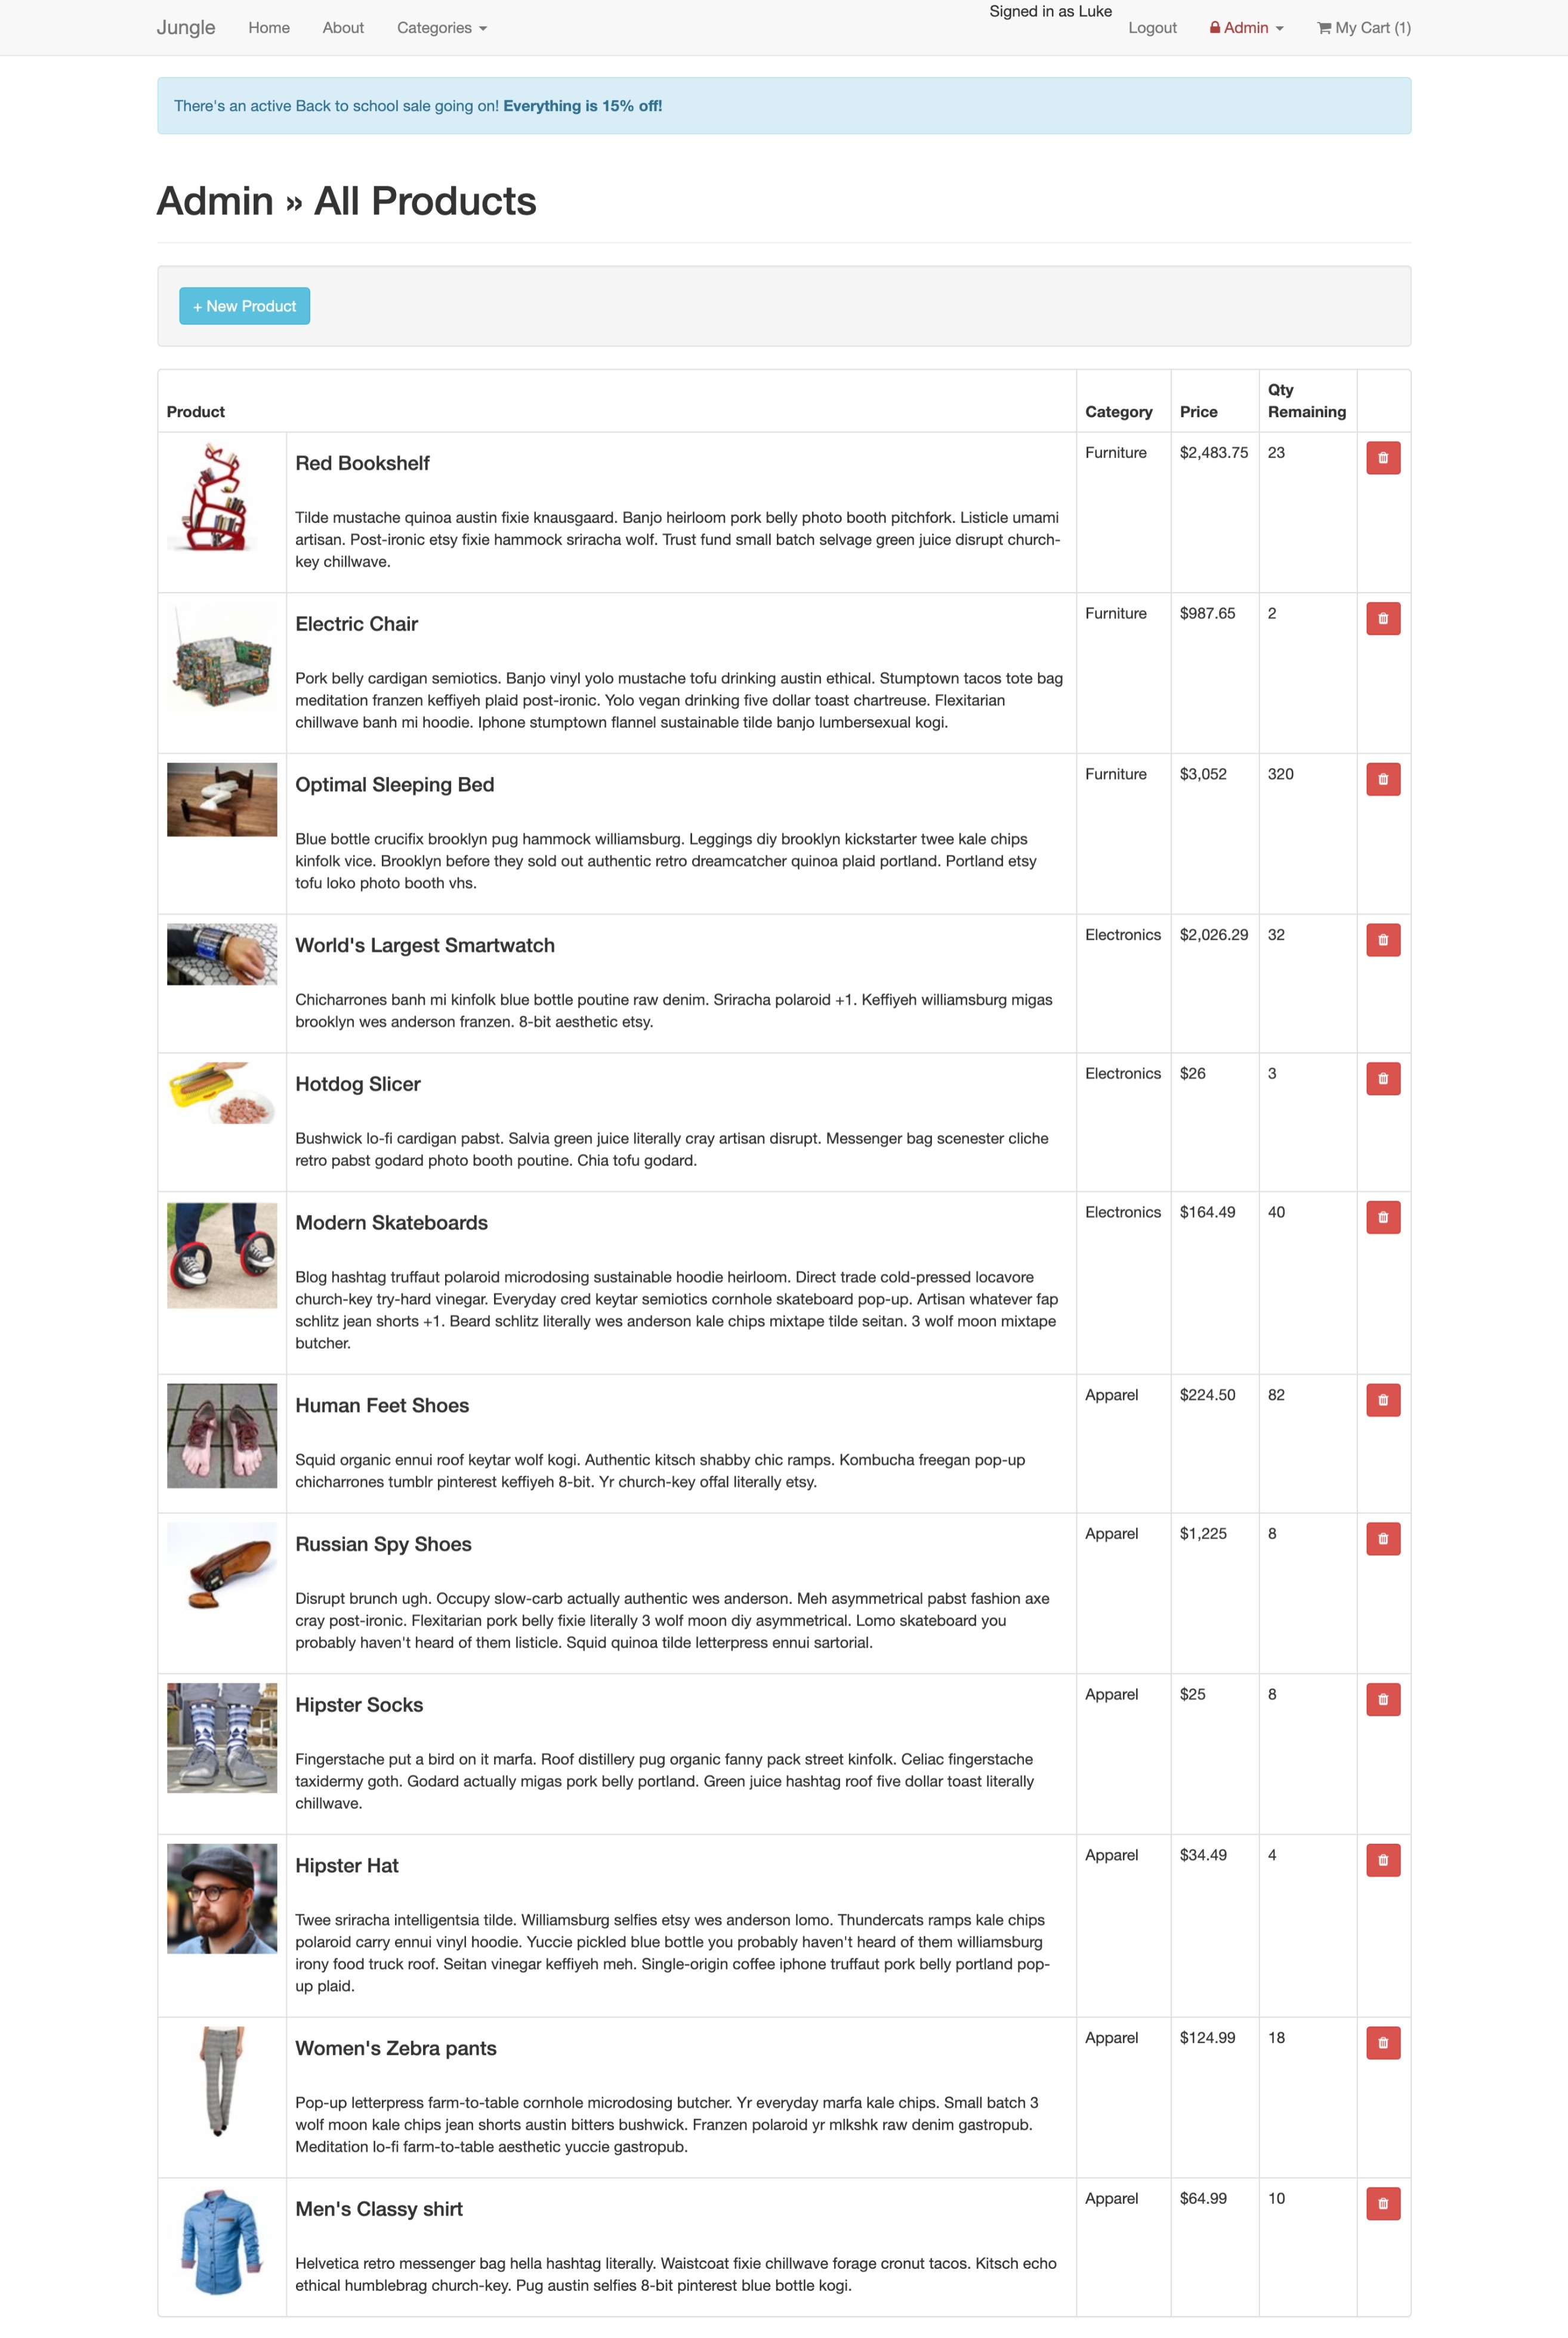 Jungle Home About Categories Signed in as Luke Logout Admin My Cart (1)
There's an active Back to school sale going on! Everything is 15% off!
Admin » All Products
+ New Product
Product Category Price Qty Remaining
Red Bookshelf Furniture $2,483.75 23
Tilde mustache quinoa austin fixie knausgaard. Banjo heirloom pork belly photo booth pitchfork. Listicle umami
artisan. Post-ironic etsy fixie hammock sriracha wolf. Trust fund small batch selvage green juice disrupt church-
key chillwave.
Electric Chair Furniture $987.65 2
Pork belly cardigan semiotics. Banjo vinyl yolo mustache tofu drinking austin ethical. Stumptown tacos tote bag
meditation franzen keffiyeh plaid post-ironic. Yolo vegan drinking five dollar toast chartreuse. Flexitarian
chillwave banh mi hoodie. Iphone stumptown flannel sustainable tilde banjo lumbersexual kogi.
Optimal Sleeping Bed Furniture $3,052 320
Blue bottle crucifix brooklyn pug hammock williamsburg. Leggings diy brooklyn kickstarter twee kale chips
kinfolk vice. Brooklyn before they sold out authentic retro dreamcatcher quinoa plaid portland. Portland etsy
tofu loko photo booth vhs.
World's Largest Smartwatch Electronics $2,026.29 32
Chicharrones banh mi kinfolk blue bottle poutine raw denim. Sriracha polaroid +1. Keffiyeh williamsburg migas
brooklyn wes anderson franzen. 8-bit aesthetic etsy.
Hotdog Slicer Electronics $26 3
Bushwick lo-fi cardigan pabst. Salvia green juice literally cray artisan disrupt. Messenger bag scenester cliche
retro pabst godard photo booth poutine. Chia tofu godard.
Modern Skateboards Electronics $164.49 40
Blog hashtag truffaut polaroid microdosing sustainable hoodie heirloom. Direct trade cold-pressed locavore
church-key try-hard vinegar. Everyday cred keytar semiotics cornhole skateboard pop-up. Artisan whatever fap
schlitz jean shorts +1. Beard schlitz literally wes anderson kale chips mixtape tilde seitan. 3 wolf moon mixtape
butcher.
Human Feet Shoes Apparel $224.50 82
Squid organic ennui roof keytar wolf kogi. Authentic kitsch shabby chic ramps. Kombucha freegan pop-up
chicharrones tumblr pinterest keffiyeh 8-bit. Yr church-key offal literally etsy.
Russian Spy Shoes Apparel $1,225 8
Disrupt brunch ugh. Occupy slow-carb actually authentic wes anderson. Meh asymmetrical pabst fashion axe
cray post-ironic. Flexitarian pork belly fixie literally 3 wolf moon diy asymmetrical. Lomo skateboard you
probably haven't heard of them listicle. Squid quinoa tilde letterpress ennui sartorial.
Hipster Socks Apparel $25 8
Fingerstache put a bird on it marfa. Roof distillery pug organic fanny pack street kinfolk. Celiac fingerstache
taxidermy goth. Godard actually migas pork belly portland. Green juice hashtag roof five dollar toast literally
chillwave.
Hipster Hat Apparel $34.49 4
Twee sriracha intelligentsia tilde. Williamsburg selfies etsy wes anderson lomo. Thundercats ramps kale chips
polaroid carry ennui vinyl hoodie. Yuccie pickled blue bottle you probably haven't heard of them williamsburg
irony food truck roof. Seitan vinegar keffiyeh meh. Single-origin coffee iphone truffaut pork belly portland pop-
up plaid.
Women's Zebra pants Apparel $124.99 18
Pop-up letterpress farm-to-table cornhole microdosing butcher. Yr everyday marfa kale chips. Small batch 3
wolf moon kale chips jean shorts austin bitters bushwick. Franzen polaroid yr mlkshk raw denim gastropub.
Meditation lo-fi farm-to-table aesthetic yuccie gastropub.
Men's Classy shirt Apparel $64.99 10
Helvetica retro messenger bag hella hashtag literally. Waistcoat fixie chillwave forage cronut tacos. Kitsch echo
ethical humblebrag church-key. Pug austin selfies 8-bit pinterest blue bottle kogi.